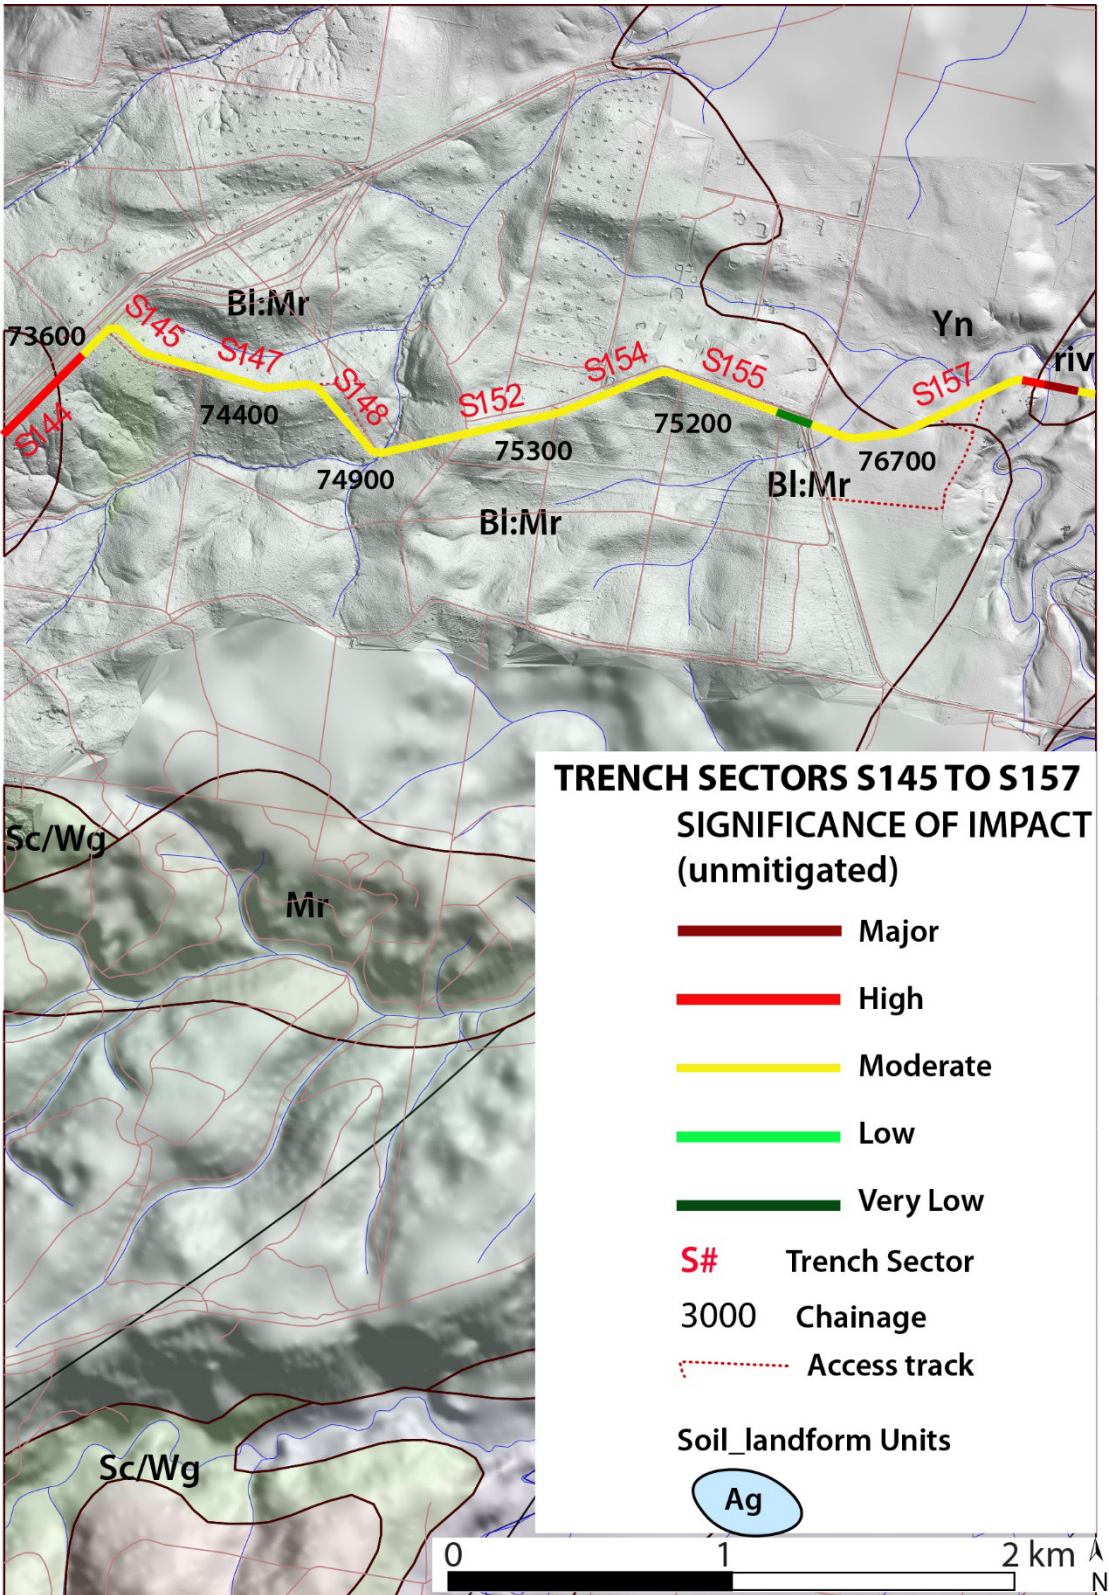 Bl:Mr
73600
S145
S147
S148
S144
74400
74900
S152
S154
S155
S157
75300
75200
76700
Yn
riv
Bl:Mr
Bl:Mr
Sc/Wg
Mr
Sc/Wg
TRENCH SECTORS S145 TO S157
SIGNIFICANCE OF IMPACT
(unmitigated)
Major
High
Moderate
Low
Very Low
S# Trench Sector
3000 Chainage
Access track
Soil_landform Units
Ag
0 1 2 km
N